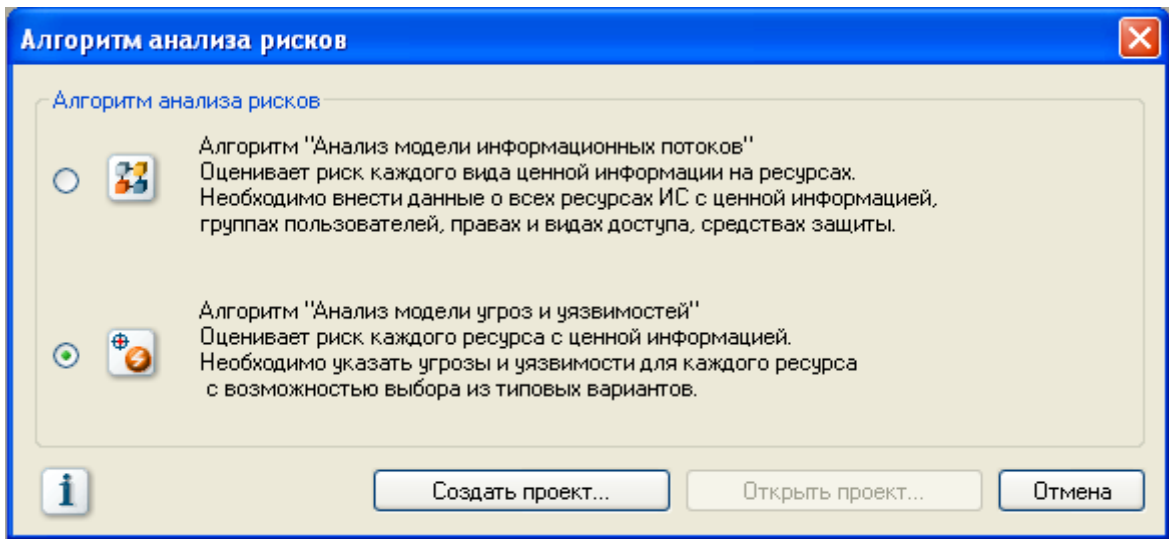 Алгоритм анализа рисков
Алгоритм анализа рисков
Алгоритм "Анализ модели информационных потоков"
Оценивает риск каждого вида ценной информации на ресурсах.
Необходимо внести данные о всех ресурсах ИС с ценной информацией,
группах пользователей, правах и видах доступа, средствах защиты.
Алгоритм "Анализ модели угроз и уязвимостей"
Оценивает риск каждого ресурса с ценной информацией.
Необходимо указать угрозы и уязвимости для каждого ресурса
с возможностью выбора из типовых вариантов.
Создать проект... Открыть проект... Отмена